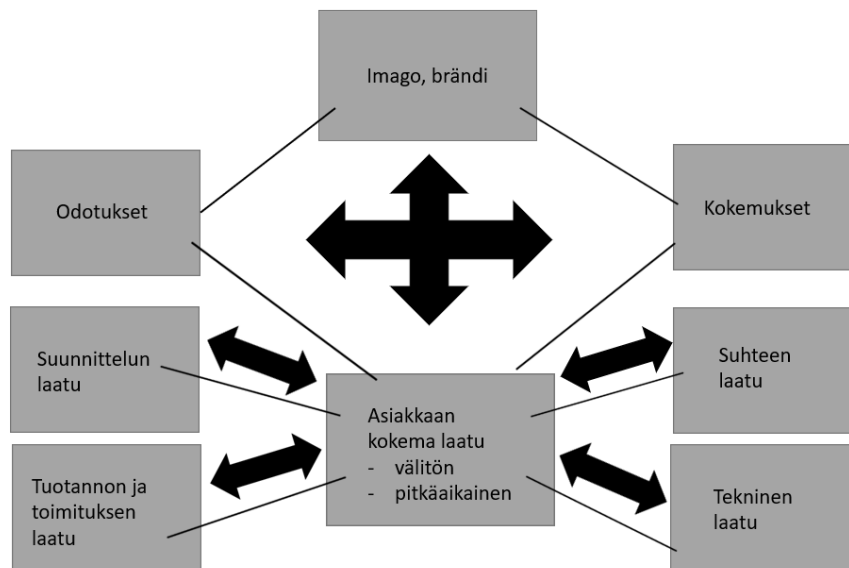 Imago, brändi
Odotukset
Kokemukset
Suunnittelun
laatu
Suhteen
laatu
Asiakkaan
kokema laatu
- välitön
- pitkäaikainen
Tuotannon ja
toimituksen
laatu
Tekninen
laatu